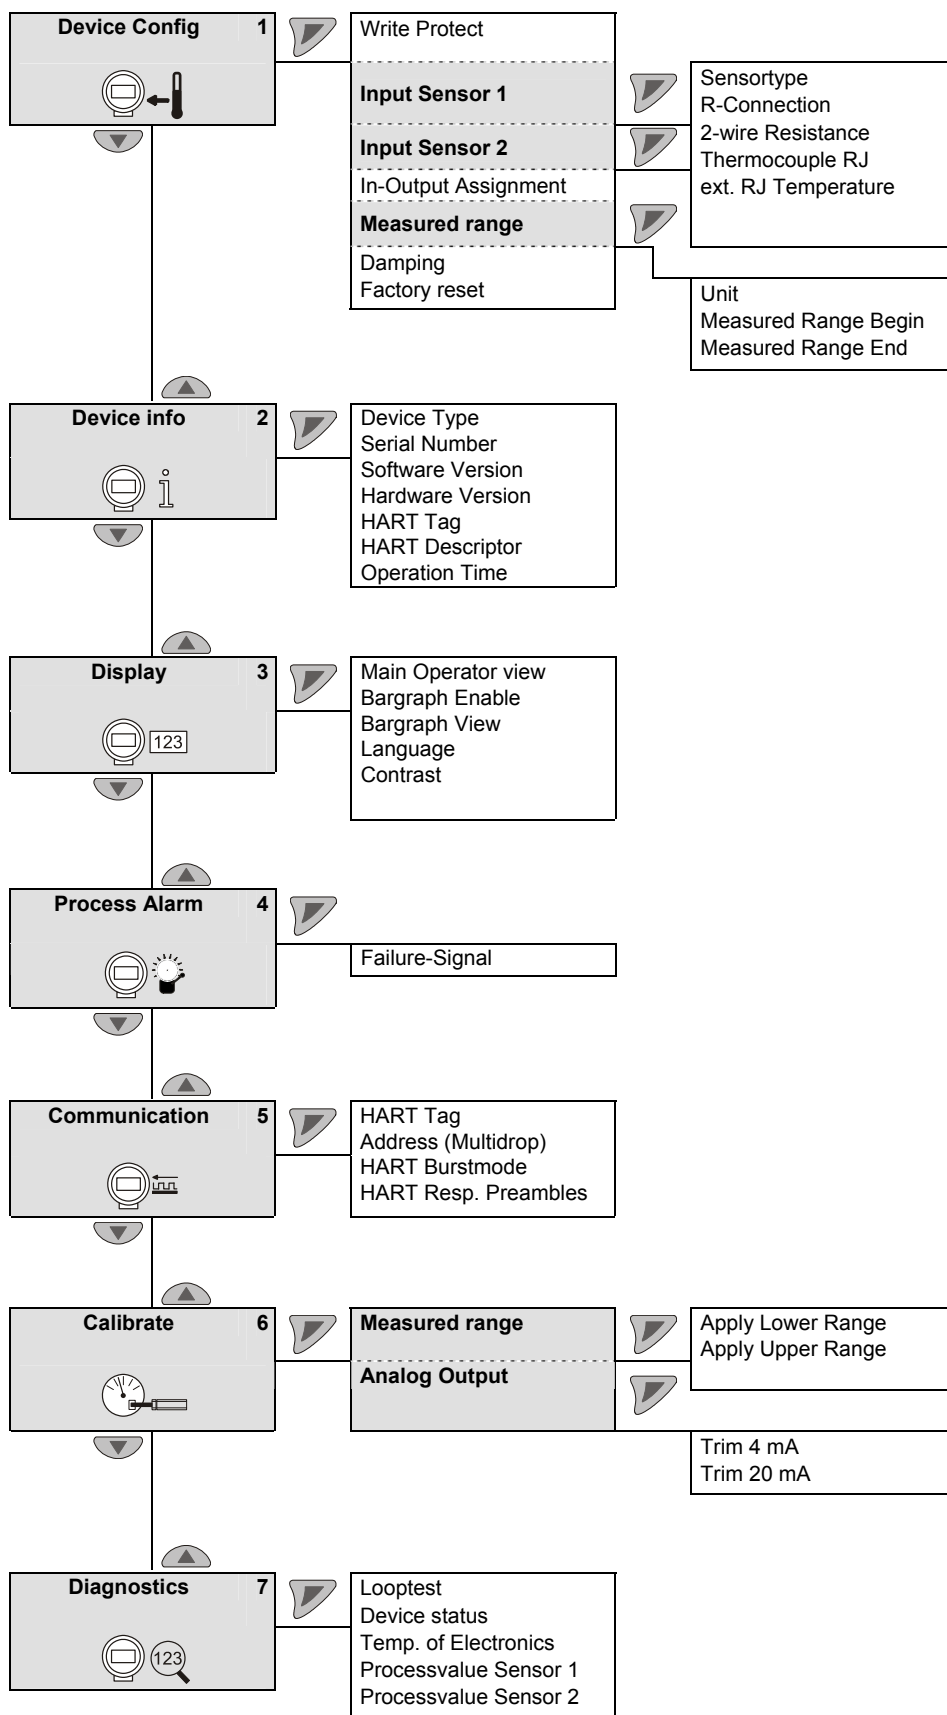 Device Config 1
Write Protect
Input Sensor 1
Input Sensor 2
In-Output Assignment
Measured range
Damping
Factory reset
Sensortype
R-Connection
2-wire Resistance
Thermocouple RJ
ext. RJ Temperature
Unit
Measured Range Begin
Measured Range End
Device info 2
Device Type
Serial Number
Software Version
Hardware Version
HART Tag
HART Descriptor
Operation Time
Display 3
123
Main Operator view
Bargraph Enable
Bargraph View
Language
Contrast
Process Alarm 4
Failure-Signal
Communication 5
HART Tag
Address (Multidrop)
HART Burstmode
HART Resp. Preambles
Calibrate 6
Measured range
Analog Output
Apply Lower Range
Apply Upper Range
Trim 4 mA
Trim 20 mA
Diagnostics 7
123
Looptest
Device status
Temp. of Electronics
Processvalue Sensor 1
Processvalue Sensor 2